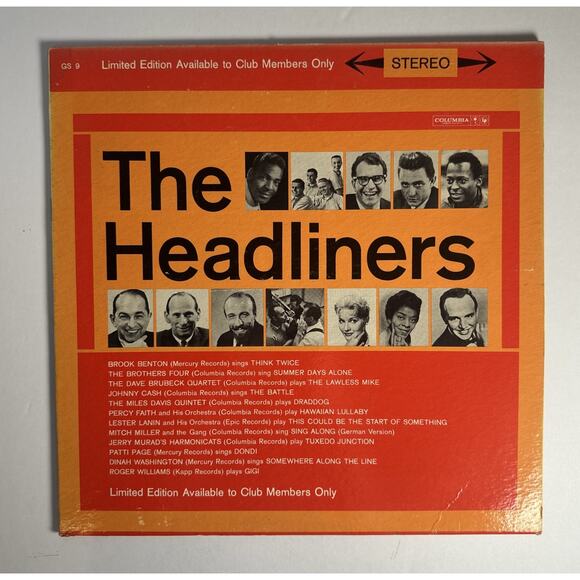 GS 9 Limited Edition Available to Club Members Only STEREO
COLUMBIA
The
Headliners
BROOK BENTON (Mercury Records) sings THINK TWICE
THE BROTHERS FOUR (Columbia Records) sing SUMMER DAYS ALONE
THE DAVE BRUBECK QUARTET (Columbia Records) plays THE LAWLESS MIKE
JOHNNY CASH (Columbia Records) sings THE BATTLE
THE MILES DAVIS QUINTET (Columbia Records) plays DRADDOG
PERCY FAITH and His Orchestra (Columbia Records) play HAWAIIAN LULLABY
LESTER LANIN and His Orchestra (Epic Records) play THIS COULD BE THE START OF SOMETHING
MITCH MILLER and the Gang (Columbia Records) sing SING ALONG (German Version)
JERRY MURAD'S HARMONICATS (Columbia Records) play TUXEDO JUNCTION
PATTI PAGE (Mercury Records) sings DONDI
DINAH WASHINGTON (Mercury Records) sings SOMEWHERE ALONG THE LINE
ROGER WILLIAMS (Kapp Records) plays GIGI
Limited Edition Available to Club Members Only